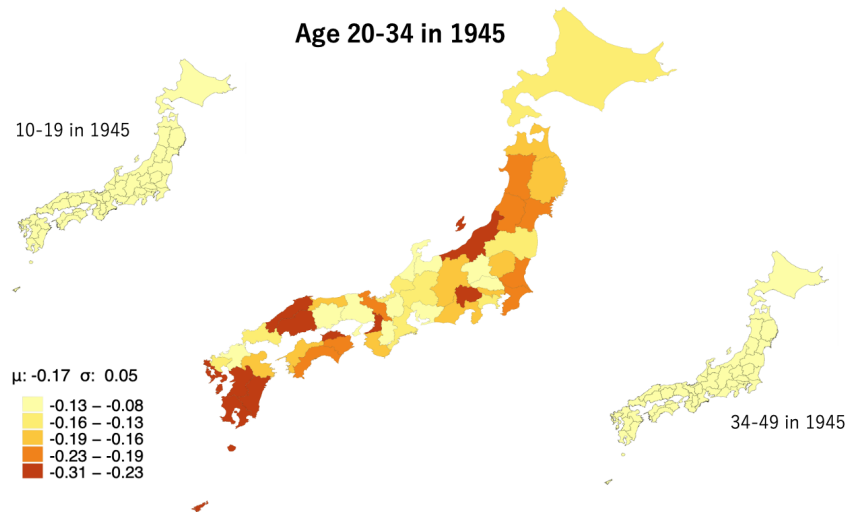 Age 20-34 in 1945
10-19 in 1945
μ: -0.17 σ: 0.05
-0.13 – -0.08
-0.16 – -0.13
-0.19 – -0.16
-0.23 – -0.19
-0.31 – -0.23
34-49 in 1945